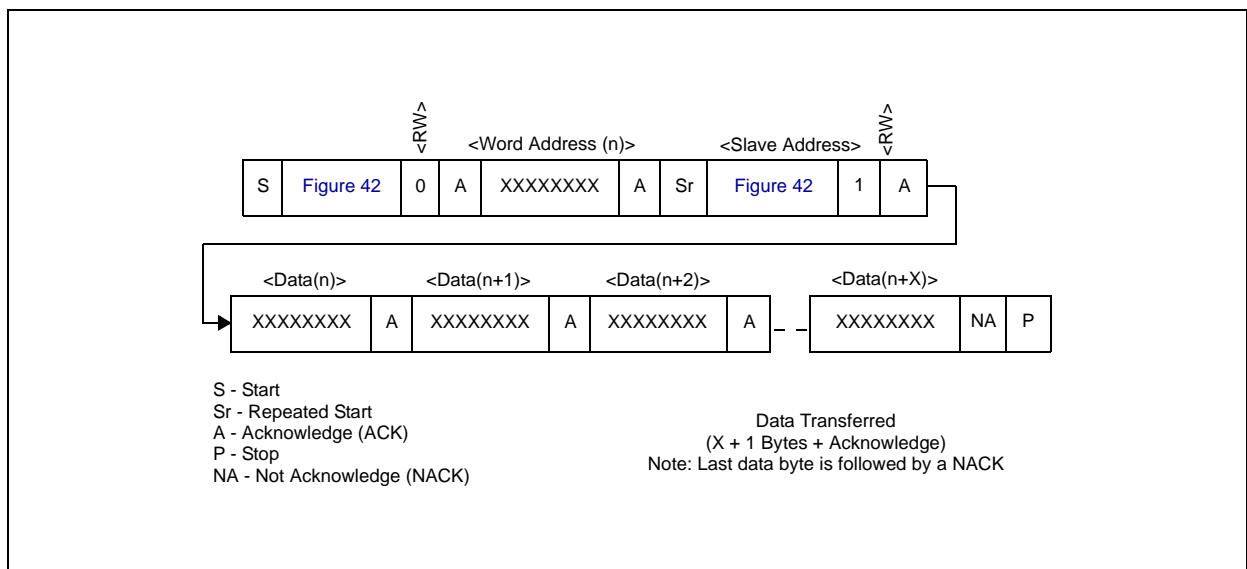 <RW> <Word Address (n)> <Slave Address> <RW>
S Figure 42 0 A XXXXXXXX A Sr Figure 42 1 A
<Data(n)> <Data(n+1)> <Data(n+2)> <Data(n+X)>
XXXXXXXX A XXXXXXXX A XXXXXXXX A XXXXXXXX NA P
S - Start
Sr - Repeated Start
A - Acknowledge (ACK)
P - Stop
NA - Not Acknowledge (NACK)
Data Transferred
(X + 1 Bytes + Acknowledge)
Note: Last data byte is followed by a NACK